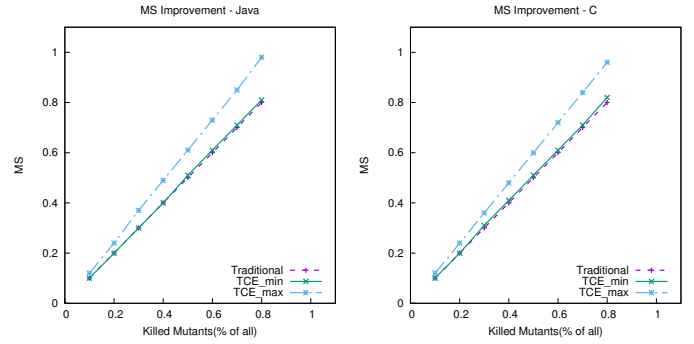 MS Improvement - Java
1
0.8
0.6
0.4
0.2
0
MS
0 0.2 0.4 0.6 0.8 1
Killed Mutants(% of all)
Traditional
TCE_min
TCE_max
MS Improvement - C
1
0.8
0.6
0.4
0.2
0
MS
0 0.2 0.4 0.6 0.8 1
Killed Mutants(% of all)
Traditional
TCE_min
TCE_max